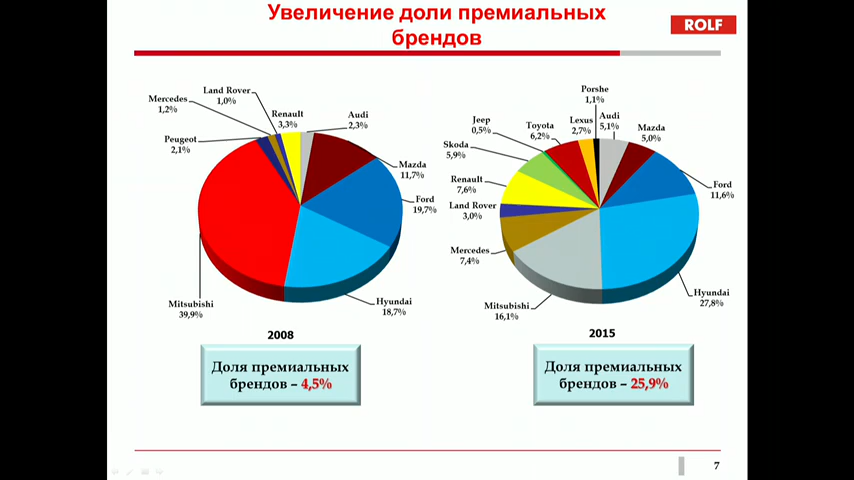 Увеличение доли премиальных
брендов
ROLF
Land Rover
1,0%
Mercedes
1,2%
Peugeot
2,1%
Renault
3,3%
Audi
2,3%
Mazda
11,7%
Ford
19,7%
Hyundai
18,7%
Mitsubishi
39,9%
2008
Доля премиальных
брендов – 4,5%
Porshe
1,1%
Jeep
0,5%
Toyota
6,2%
Lexus
2,7%
Audi
5,1%
Mazda
5,0%
Skoda
5,9%
Renault
7,6%
Land Rover
3,0%
Mercedes
7,4%
Mitsubishi
16,1%
Ford
11,6%
Hyundai
27,8%
2015
Доля премиальных
брендов – 25,9%
7